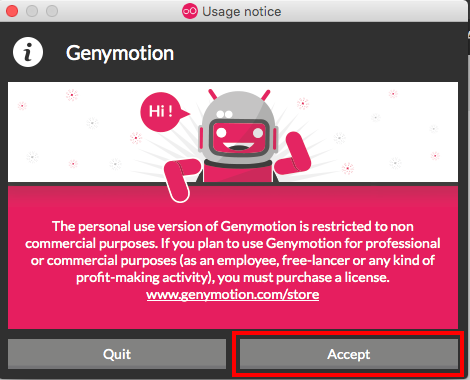 Usage notice
Genymotion
Hi !
The personal use version of Genymotion is restricted to non
commercial purposes. If you plan to use Genymotion for professional
or commercial purposes (as an employee, free-lancer or any kind of
profit-making activity), you must purchase a license.
www.genymotion.com/store
Quit
Accept